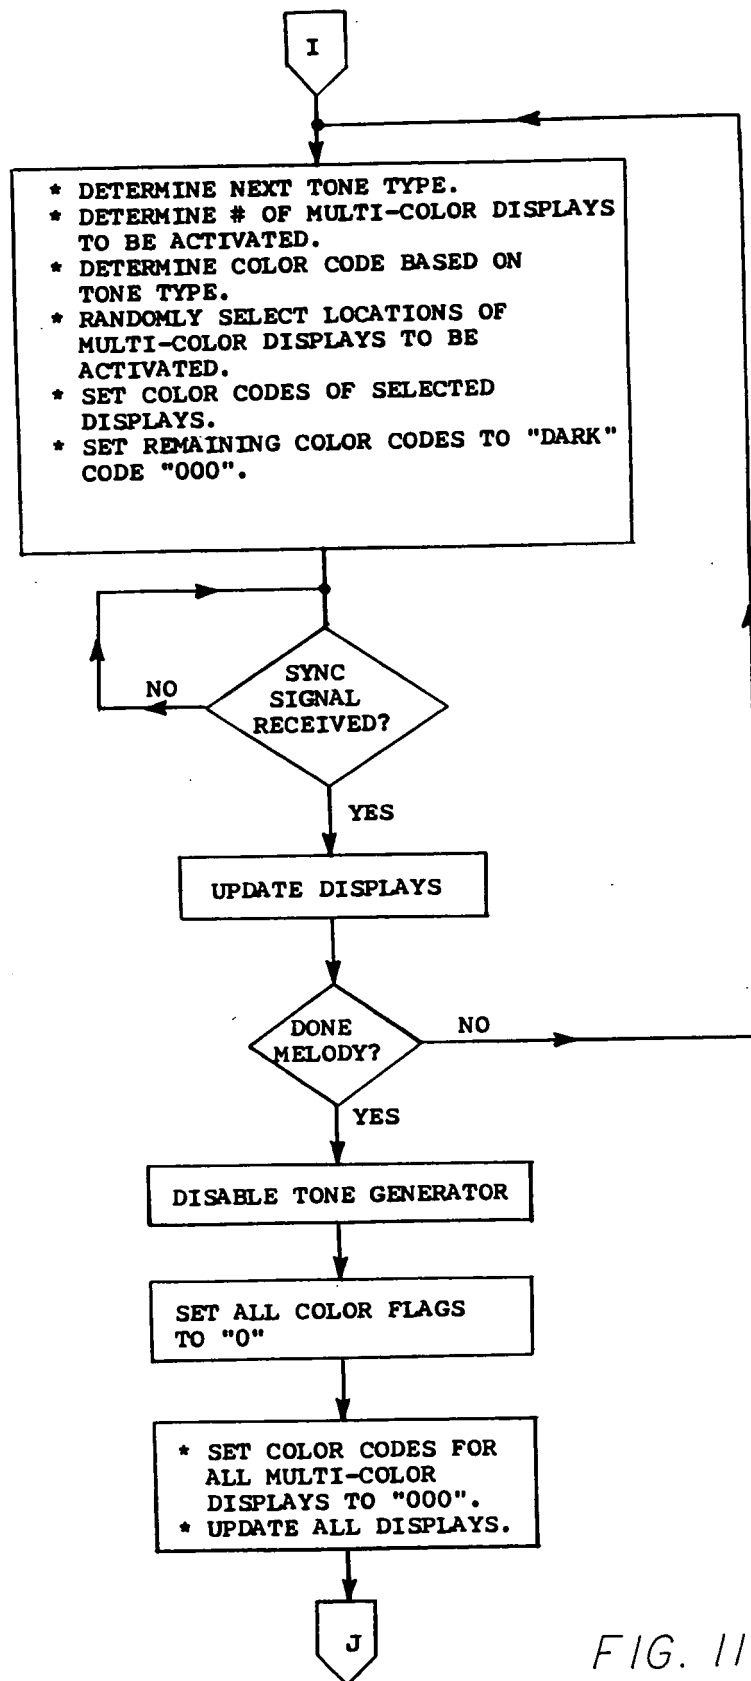 I
* DETERMINE NEXT TONE TYPE.
* DETERMINE # OF MULTI-COLOR DISPLAYS
TO BE ACTIVATED.
* DETERMINE COLOR CODE BASED ON
TONE TYPE.
* RANDOMLY SELECT LOCATIONS OF
MULTI-COLOR DISPLAYS TO BE
ACTIVATED.
* SET COLOR CODES OF SELECTED
DISPLAYS.
* SET REMAINING COLOR CODES TO "DARK"
CODE "000".
SYNC
SIGNAL
RECEIVED?
NO
YES
UPDATE DISPLAYS
DONE
MELODY?
NO
YES
DISABLE TONE GENERATOR
SET ALL COLOR FLAGS
TO "0"
* SET COLOR CODES FOR
ALL MULTI-COLOR
DISPLAYS TO "000".
* UPDATE ALL DISPLAYS.
J
FIG. 11